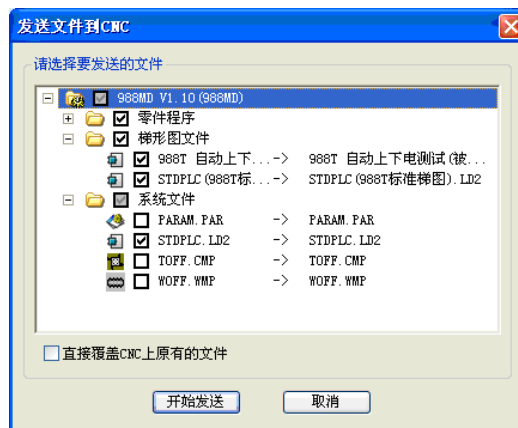 发送文件到CNC
请选择要发送的文件
988MD V1.10(988MD)
零件程序
梯形图文件
988T 自动上下...-> 988T 自动上下电测试(被...
STDPLC(988T标...-> STDPLC(988T标准梯图).LD2
系统文件
PARAM.PAR -> PARAM.PAR
STDPLC.LD2 -> STDPLC.LD2
TOFF.CMP -> TOFF.CMP
WOFF.WMP -> WOFF.WMP
直接覆盖CNC上原有的文件
开始发送 取消